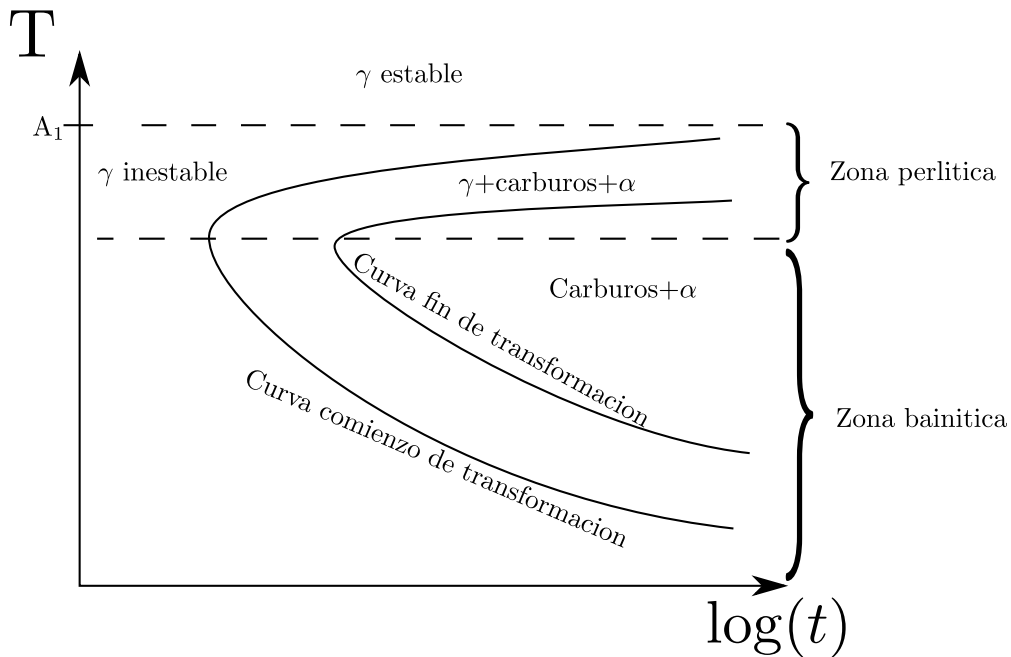 T
γ estable
A₁
γ inestable
γ+carburos+α
Zona perlitica
Curva fin de transformacion
Carburos+α
Curva comienzo de transformacion
Zona bainitica
log(t)